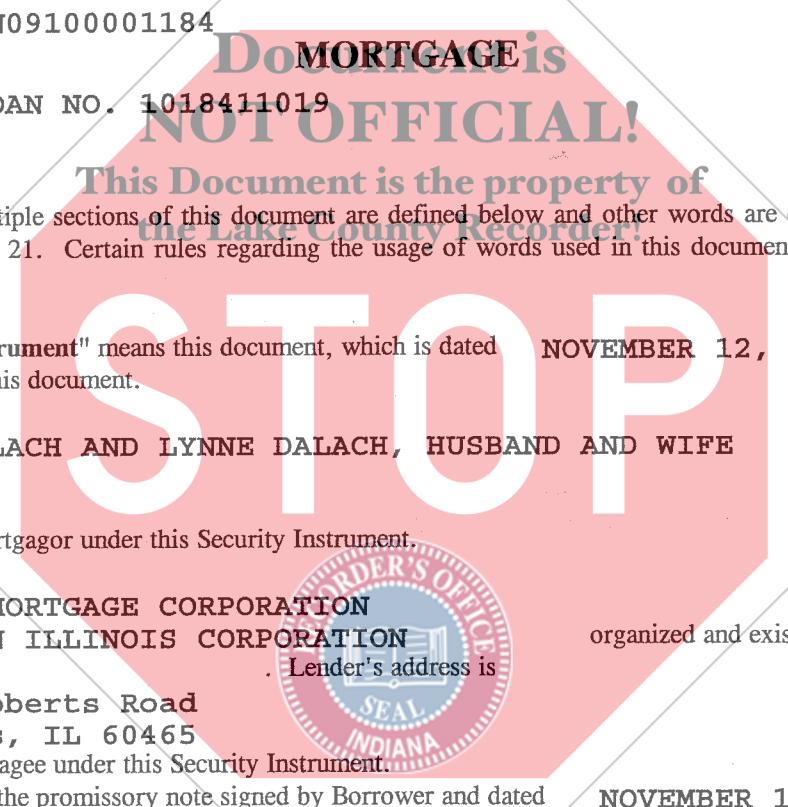 N09100001184
Document is
MORTGAGE
OAN NO. 1018411019
NOT OFFICIAL!
This Document is the property of
tiple sections of this document are defined below and other words are
the Lake County Recorder!
21. Certain rules regarding the usage of words used in this documen
STOP
rument" means this document, which is dated NOVEMBER 12,
his document.
LACH AND LYNNE DALACH, HUSBAND AND WIFE
rtgagor under this Security Instrument.
MORTGAGE CORPORATION
N ILLINOIS CORPORATION organized and exis
. Lender's address is
RECORDER'S OFFICE
oberts Road
SEAL
s, IL 60465
INDIANA
agee under this Security Instrument.
the promissory note signed by Borrower and dated NOVEMBER 1